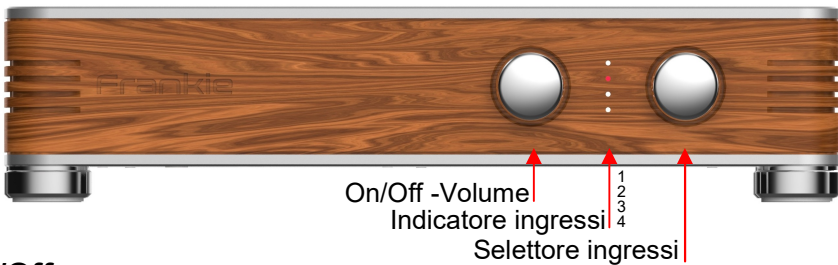 Frankie
On/Off -Volume
1
Indicatore ingressi
2
3
4
Selettore ingressi